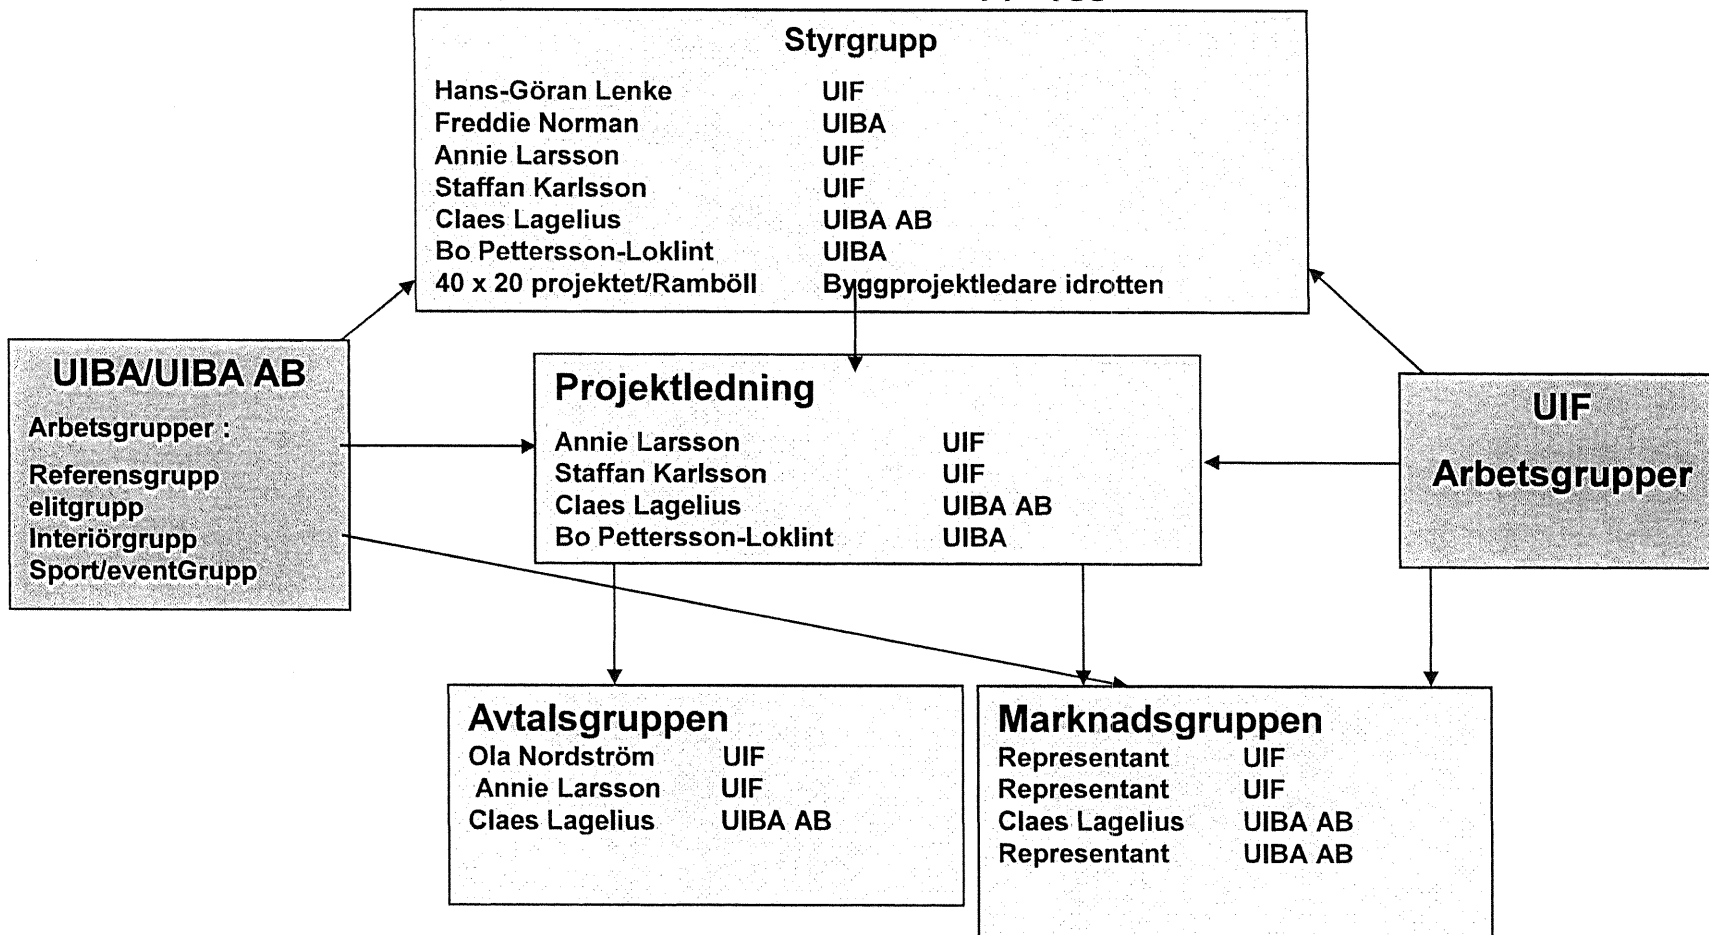 Styrgrupp
Hans-Göran Lenke UIF
Freddie Norman UIBA
Annie Larsson UIF
Staffan Karlsson UIF
Claes Lagelius UIBA AB
Bo Pettersson-Loklint UIBA
40 x 20 projektet/Ramböll Byggprojektledare idrotten
UIBA/UIBA AB
Arbetsgrupper :
Referensgrupp
elitgrupp
Interiörgrupp
Sport/eventGrupp
Projektledning
Annie Larsson UIF
Staffan Karlsson UIF
Claes Lagelius UIBA AB
Bo Pettersson-Loklint UIBA
UIF
Arbetsgrupper
Avtalsgruppen
Ola Nordström UIF
Annie Larsson UIF
Claes Lagelius UIBA AB
Marknadsgruppen
Representant UIF
Representant UIF
Claes Lagelius UIBA AB
Representant UIBA AB